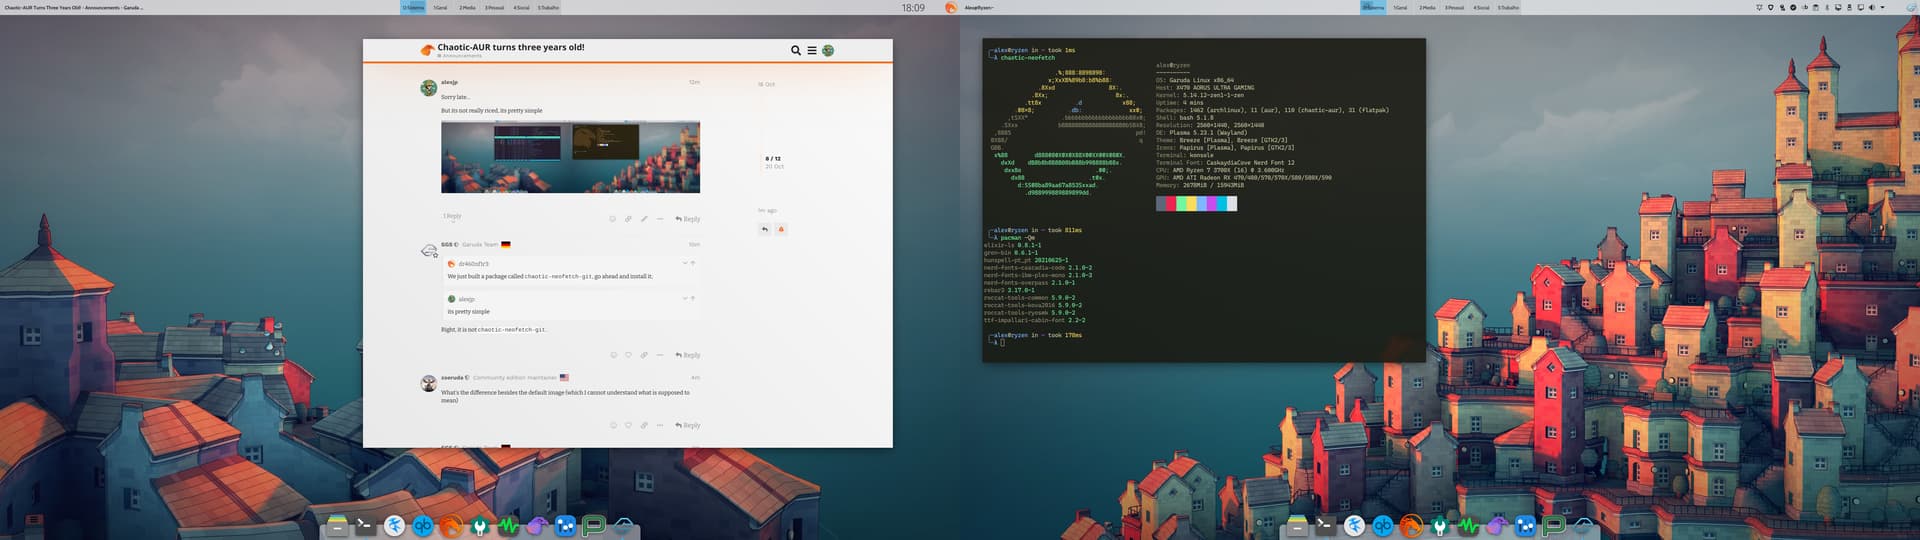 Chaotic-AUR Turns Three Years Old! - Announcements - Garuda ...
0:Sistema 1:Geral 2:Media 3:Pessoal 4:Social 5:Trabalho
18:09
Alex@Ryzen:~
0:Sistema 1:Geral 2:Media 3:Pessoal 4:Social 5:Trabalho
Chaotic-AUR turns three years old!
Announcements
alexjp 12m
Sorry late...
But its not really riced, its pretty simple
1 Reply
Reply
18 Oct
8 / 12
20 Oct
1m ago
SGS Garuda Team 10m
dr460nf1r3
We just built a package called chaotic-neofetch-git, go ahead and install it.
alexjp
its pretty simple
Right, it is not chaotic-neofetch-git.
Reply
zoeruda Community edition maintainer 4m
What's the difference besides the default image (which I cannot understand what is supposed to
mean)
Reply
alex@ryzen in ~ took 1ms
λ chaotic-neofetch
alex@ryzen
----------
OS: Garuda Linux x86_64
Host: X470 AORUS ULTRA GAMING
Kernel: 5.14.12-zen1-1-zen
Uptime: 4 mins
Packages: 1462 (archlinux), 11 (aur), 110 (chaotic-aur), 31 (flatpak)
Shell: bash 5.1.8
Resolution: 2560x1440, 2560x1440
DE: Plasma 5.23.1 (Wayland)
Theme: Breeze [Plasma], Breeze [GTK2/3]
Icons: Papirus [Plasma], Papirus [GTK2/3]
Terminal: konsole
Terminal Font: CaskaydiaCove Nerd Font 12
CPU: AMD Ryzen 7 3700X (16) @ 3.600GHz
GPU: AMD ATI Radeon RX 470/480/570/570X/580/580X/590
Memory: 2678MiB / 15943MiB
alex@ryzen in ~ took 811ms
λ pacman -Qm
elixir-ls 0.8.1-1
gren-bin 0.6.1-1
hunspell-pt_pt 20210625-1
nerd-fonts-cascadia-code 2.1.0-2
nerd-fonts-ibm-plex-mono 2.1.0-3
nerd-fonts-overpass 2.1.0-1
rebar3 3.17.0-1
roccat-tools-common 5.9.0-2
roccat-tools-kova2016 5.9.0-2
roccat-tools-ryosmk 5.9.0-2
ttf-impallari-cabin-font 2.2-2
alex@ryzen in ~ took 178ms
λ